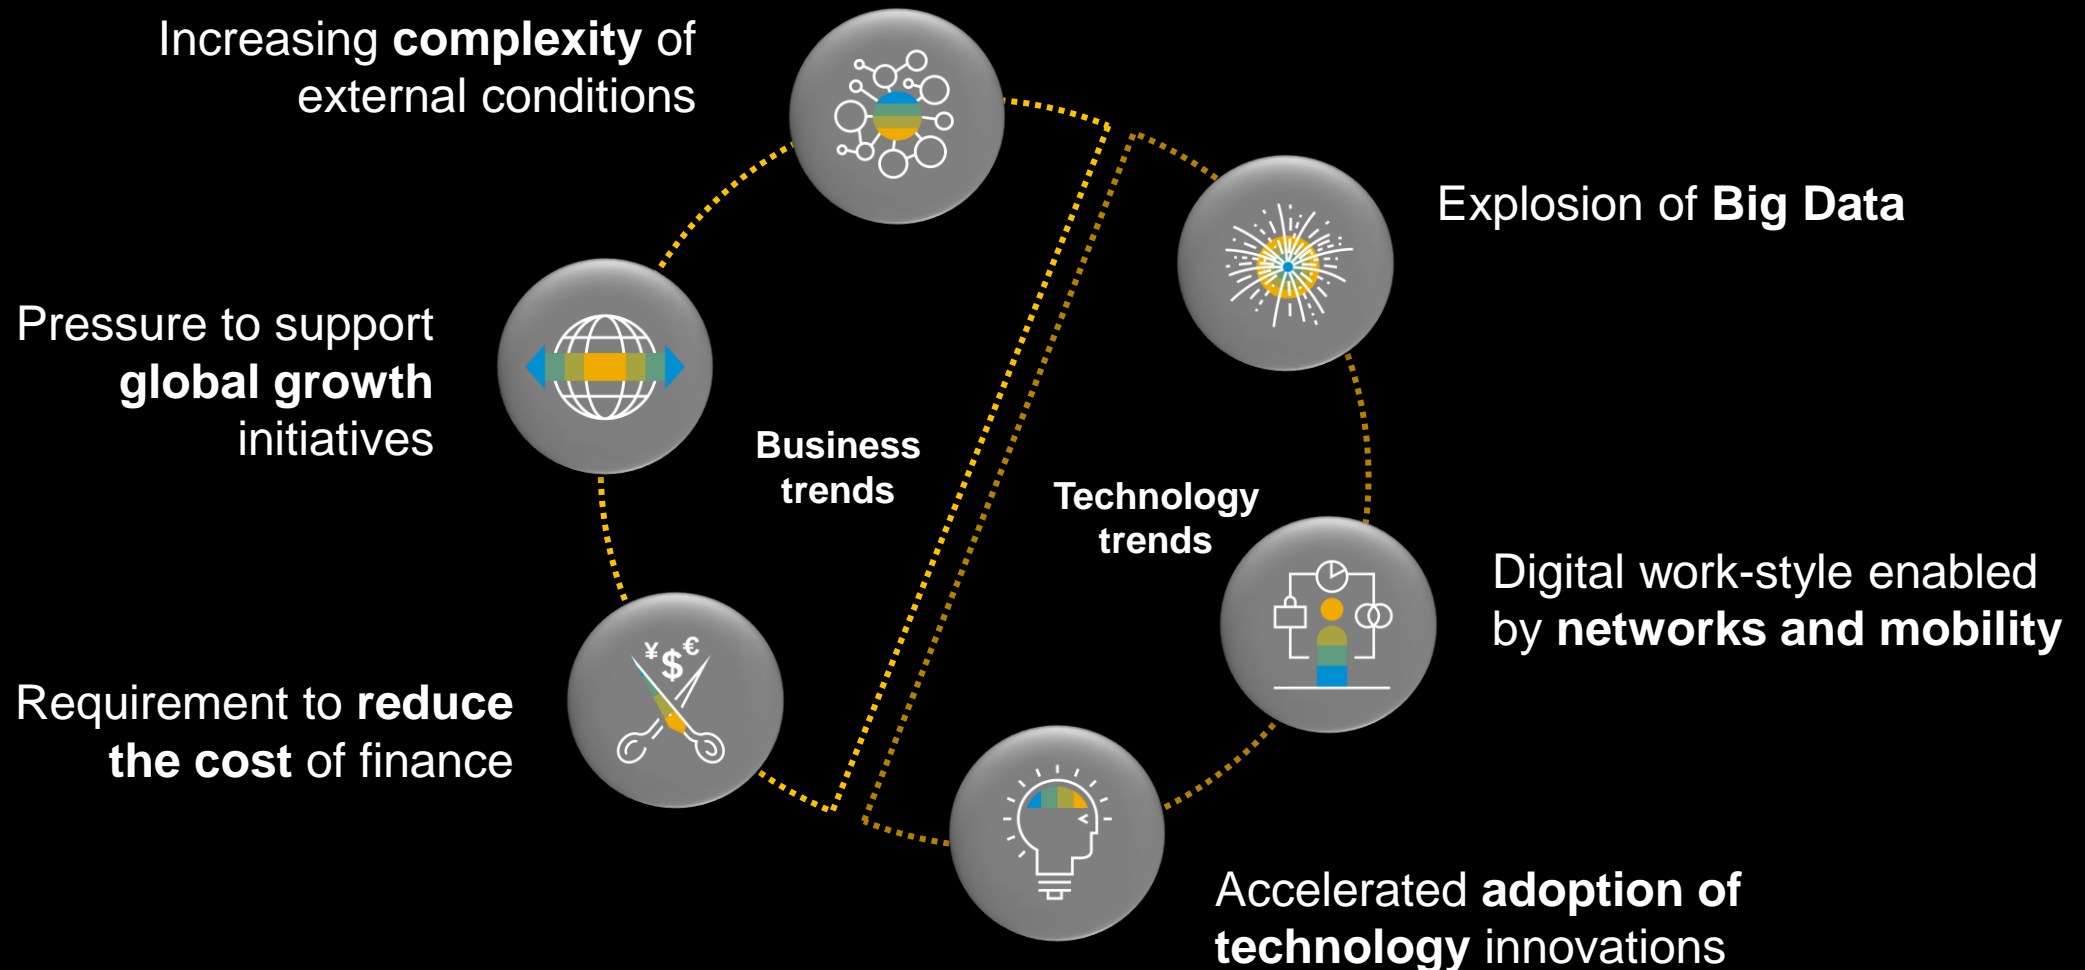 Increasing complexity of
external conditions
Explosion of Big Data
Pressure to support
global growth
initiatives
Business
trends
Technology
trends
Digital work-style enabled
by networks and mobility
¥$€
Requirement to reduce
the cost of finance
Accelerated adoption of
technology innovations